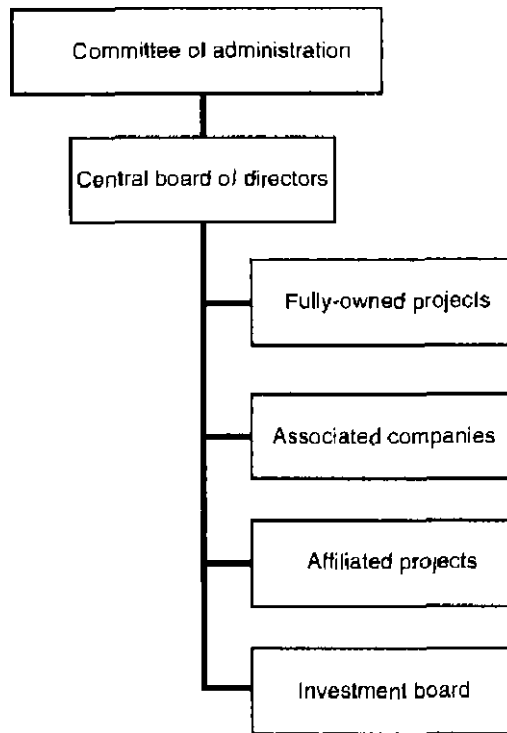 Committee of administration
Central board of directors
Fully-owned projects
Associated companies
Affiliated projects
Investment board